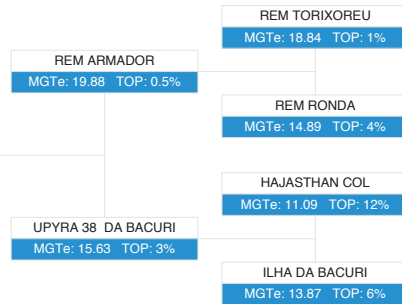 REM TORIXOREU
MGTe: 18.84 TOP: 1%
REM ARMADOR
MGTe: 19.88 TOP: 0.5%
REM RONDA
MGTe: 14.89 TOP: 4%
HAJASTHAN COL
MGTe: 11.09 TOP: 12%
UPYRA 38 DA BACURI
MGTe: 15.63 TOP: 3%
ILHA DA BACURI
MGTe: 13.87 TOP: 6%